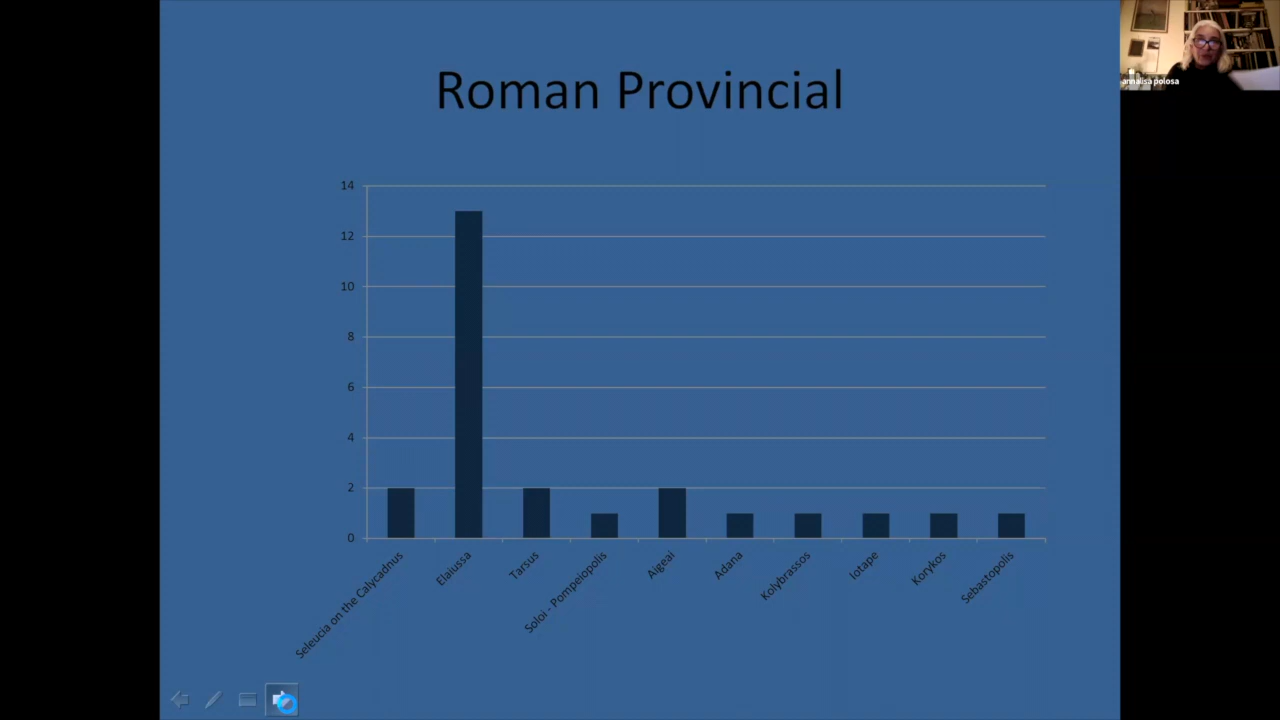 Roman Provincial
annalisa polosa
14
12
10
8
6
4
2
0
Seleucia on the Calycadnus
Elaiussa
Tarsus
Soloi - Pompeiopolis
Aigeai
Adana
Kolybrassos
Iotape
Korykos
Sebastopolis